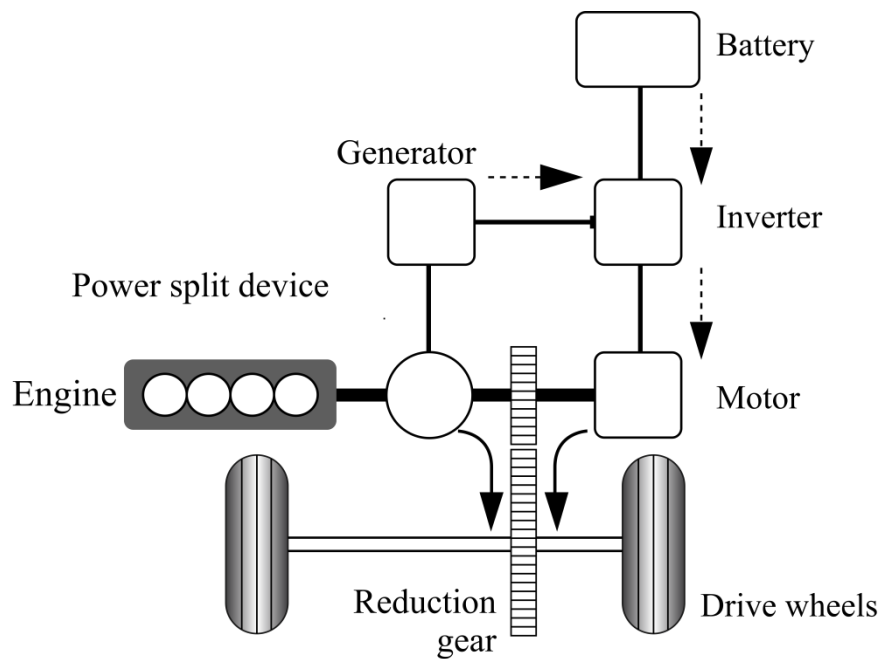 Battery
Generator
Inverter
Power split device
Engine
Motor
Reduction
gear
Drive wheels